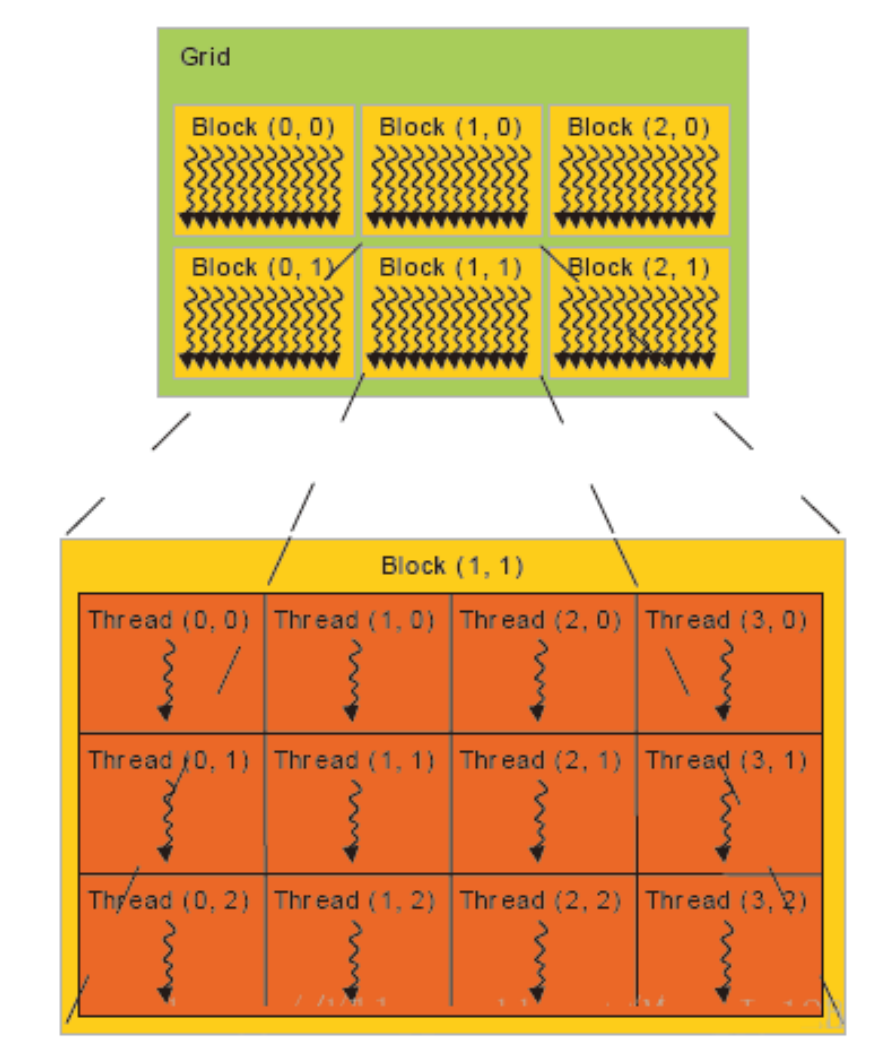 Grid
Block (0, 0) Block (1, 0) Block (2, 0)
Block (0, 1) Block (1, 1) Block (2, 1)
Block (1, 1)
Thread (0, 0) Thread (1, 0) Thread (2, 0) Thread (3, 0)
Thread (0, 1) Thread (1, 1) Thread (2, 1) Thread (3, 1)
Thread (0, 2) Thread (1, 2) Thread (2, 2) Thread (3, 2)